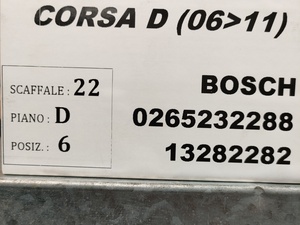 CORSA D (06>11)
SCAFFALE : 22
PIANO : D
POSIZ. : 6
BOSCH
0265232288
13282282